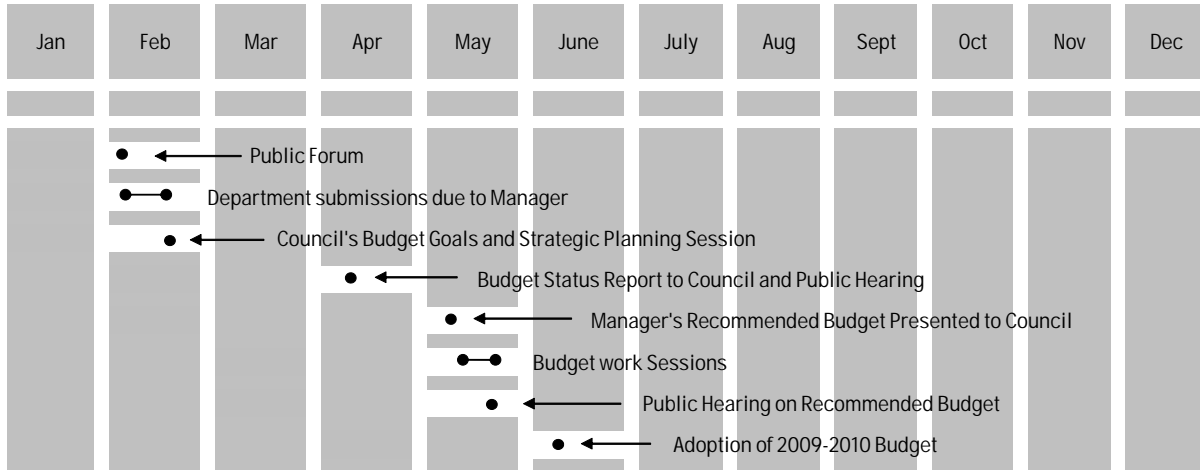 Jan Feb Mar Apr May June July Aug Sept Oct Nov Dec
Public Forum
Department submissions due to Manager
Council's Budget Goals and Strategic Planning Session
Budget Status Report to Council and Public Hearing
Manager's Recommended Budget Presented to Council
Budget work Sessions
Public Hearing on Recommended Budget
Adoption of 2009-2010 Budget